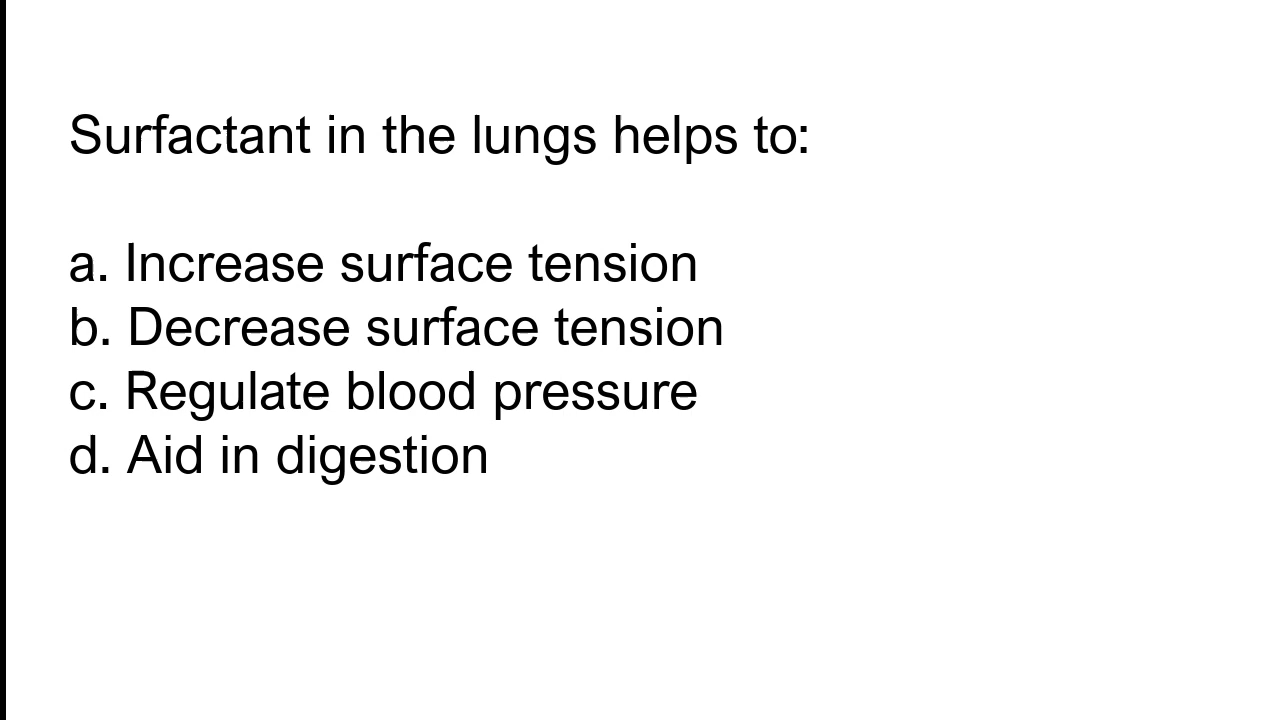 Surfactant in the lungs helps to:
a. Increase surface tension
b. Decrease surface tension
c. Regulate blood pressure
d. Aid in digestion